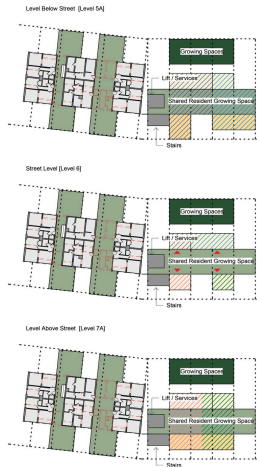 Level Below Street [Level 5A]
Growing Spaces
Lift / Services
Shared Resident Growing Space
Stairs
Street Level [Level 6]
Growing Spaces
Lift / Services
Shared Resident Growing Space
Stairs
Level Above Street [Level 7A]
Growing Spaces
Lift / Services
Shared Resident Growing Space
Stairs